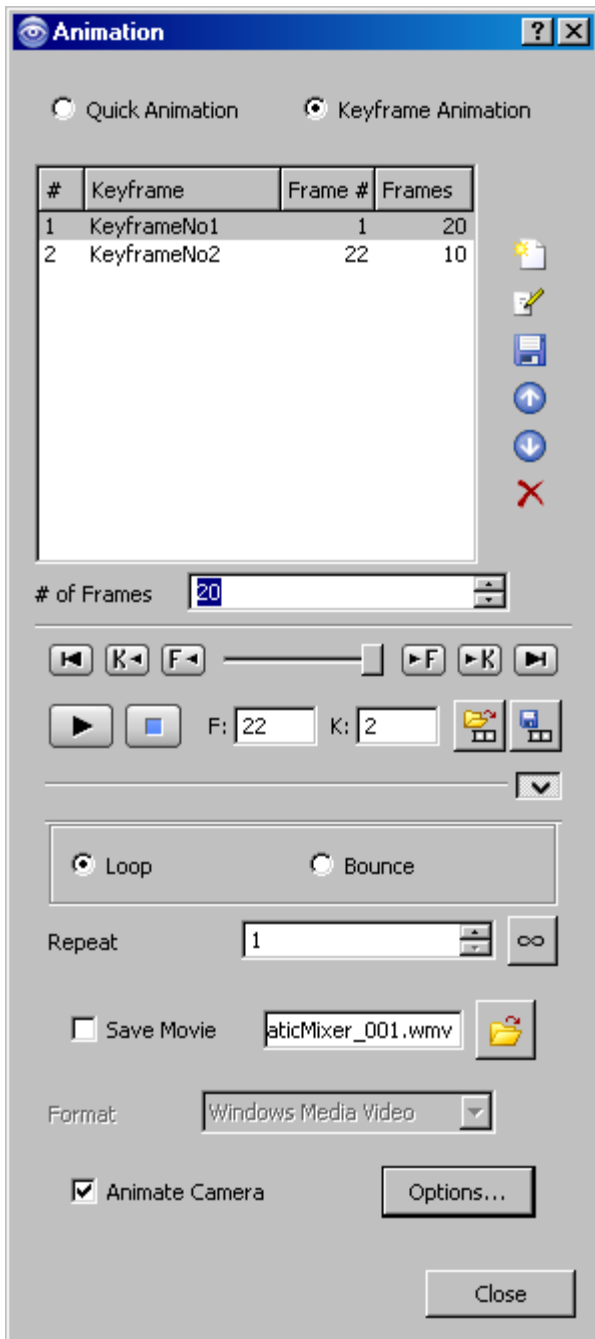 Animation
Quick Animation Keyframe Animation
# Keyframe Frame # Frames
1 KeyframeNo1 1 20
2 KeyframeNo2 22 10
# of Frames 20
K F F K
F: 22 K: 2
Loop Bounce
Repeat 1 ∞
Save Movie aticMixer_001.wmv
Format Windows Media Video
Animate Camera Options...
Close